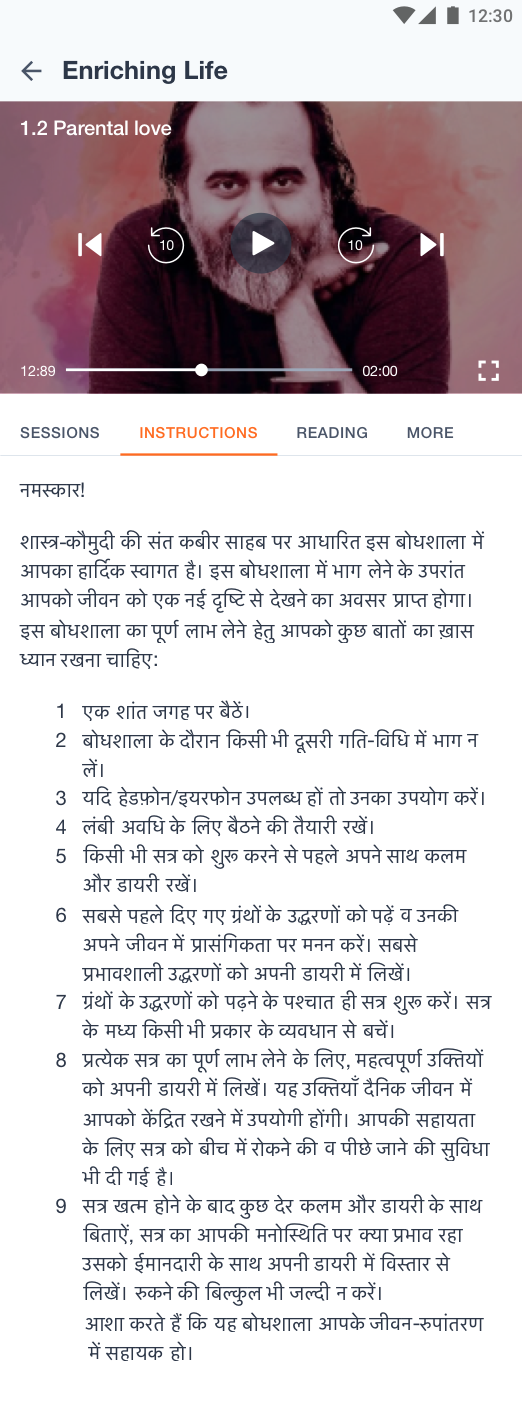 12:30
Enriching Life
1.2 Parental love
10
10
12:89
02:00
SESSIONS
INSTRUCTIONS
READING
MORE
नमस्कार!
शास्त्र-कौमुदी की संत कबीर साहब पर आधारित इस बोधशाला में
आपका हार्दिक स्वागत है। इस बोधशाला में भाग लेने के उपरांत
आपको जीवन को एक नई दृष्टि से देखने का अवसर प्राप्त होगा।
इस बोधशाला का पूर्ण लाभ लेने हेतु आपको कुछ बातों का ख़ास
ध्यान रखना चाहिए:
1 एक शांत जगह पर बैठें।
2 बोधशाला के दौरान किसी भी दूसरी गति-विधि में भाग न
लें।
3 यदि हेडफ़ोन/इयरफोन उपलब्ध हों तो उनका उपयोग करें।
4 लंबी अवधि के लिए बैठने की तैयारी रखें।
5 किसी भी सत्र को शुरू करने से पहले अपने साथ कलम
और डायरी रखें।
6 सबसे पहले दिए गए ग्रंथों के उद्धरणों को पढ़ें व उनकी
अपने जीवन में प्रासंगिकता पर मनन करें। सबसे
प्रभावशाली उद्धरणों को अपनी डायरी में लिखें।
7 ग्रंथों के उद्धरणों को पढ़ने के पश्चात ही सत्र शुरू करें। सत्र
के मध्य किसी भी प्रकार के व्यवधान से बचें।
8 प्रत्येक सत्र का पूर्ण लाभ लेने के लिए, महत्वपूर्ण उक्तियों
को अपनी डायरी में लिखें। यह उक्तियाँ दैनिक जीवन में
आपको केंद्रित रखने में उपयोगी होंगी। आपकी सहायता
के लिए सत्र को बीच में रोकने की व पीछे जाने की सुविधा
भी दी गई है।
9 सत्र खत्म होने के बाद कुछ देर कलम और डायरी के साथ
बिताऐं, सत्र का आपकी मनोस्थिति पर क्या प्रभाव रहा
उसको ईमानदारी के साथ अपनी डायरी में विस्तार से
लिखें। रुकने की बिल्कुल भी जल्दी न करें।
आशा करते हैं कि यह बोधशाला आपके जीवन-रुपांतरण
में सहायक हो।